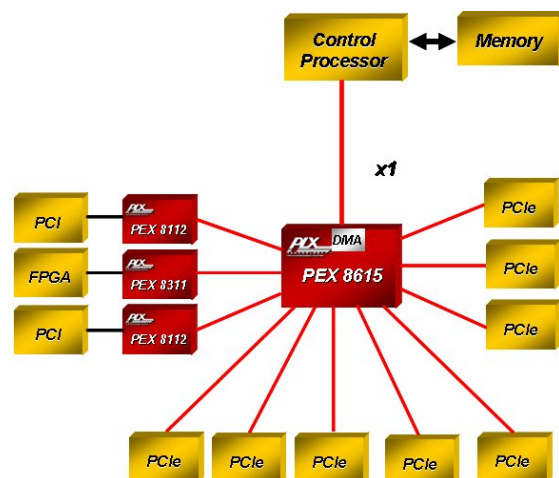 Control
Processor
Memory
x1
PCI
PLX
PEX 8112
PCIe
PLX
DMA
PEX 8615
FPGA
PLX
PEX 8311
PCIe
PCI
PLX
PEX 8112
PCIe
PCIe
PCIe
PCIe
PCIe
PCIe